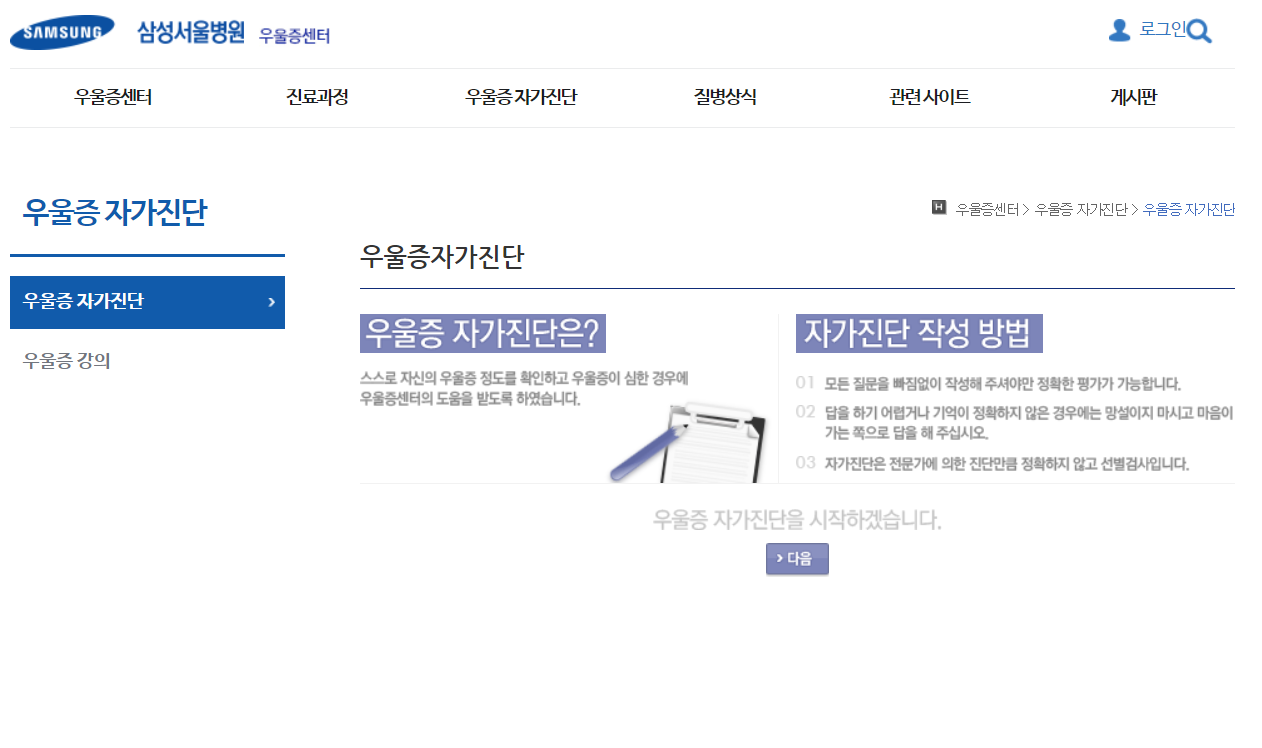 SAMSUNG 삼성서울병원 우울증센터
로그인
우울증센터 진료과정 우울증 자가진단 질병상식 관련 사이트 게시판
우울증 자가진단
H 우울증센터 > 우울증 자가진단 > 우울증 자가진단
우울증자가진단
우울증 자가진단 ›
우울증 강의
우울증 자가진단은?
스스로 자신의 우울증 정도를 확인하고 우울증이 심한 경우에
우울증센터의 도움을 받도록 하였습니다.
자가진단 작성 방법
01 모든 질문을 빠짐없이 작성해 주셔야만 정확한 평가가 가능합니다.
02 답을 하기 어렵거나 기억이 정확하지 않은 경우에는 망설이지 마시고 마음이
가는 쪽으로 답을 해 주십시오.
03 자가진단은 전문가에 의한 진단만큼 정확하지 않고 선별검사입니다.
우울증 자가진단을 시작하겠습니다.
› 다음